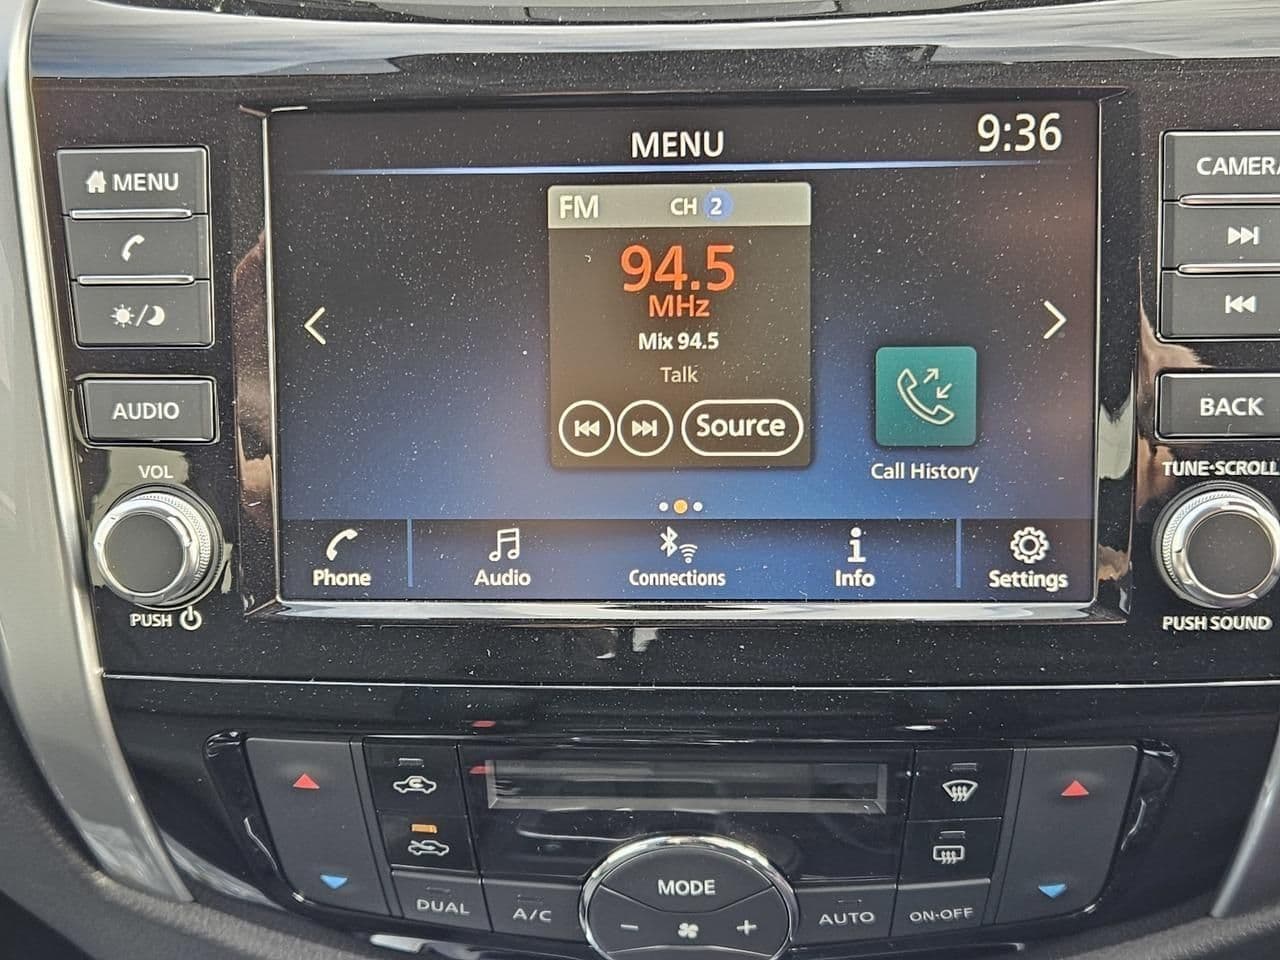 MENU
9:36
MENU
CAMERA
FM CH 2
94.5
MHz
Mix 94.5
Talk
Source
Call History
AUDIO
BACK
VOL
TUNE·SCROLL
Phone
Audio
Connections
Info
Settings
PUSH
PUSH SOUND
MODE
DUAL
A/C
AUTO
ON·OFF
- +